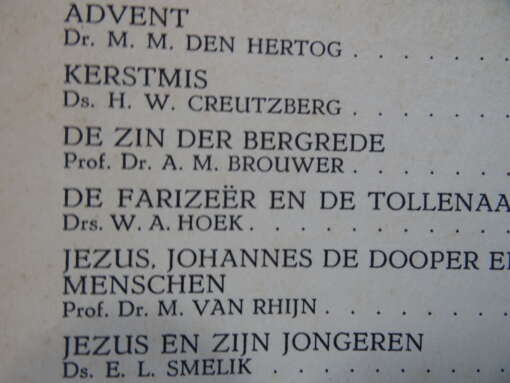 ADVENT
Dr. M. M. DEN HERTOG . . . . . .
KERSTMIS
Ds. H. W. CREUTZBERG . . . . . .
DE ZIN DER BERGREDE
Prof. Dr. A. M. BROUWER . . . . . .
DE FARIZEËR EN DE TOLLENAA
Drs. W. A. HOEK . . . . . . . . . .
JEZUS, JOHANNES DE DOOPER E
MENSCHEN
Prof. Dr. M. VAN RHIJN . . . . . . .
JEZUS EN ZIJN JONGEREN
Ds. E. L. SMELIK . . . . . . . . .